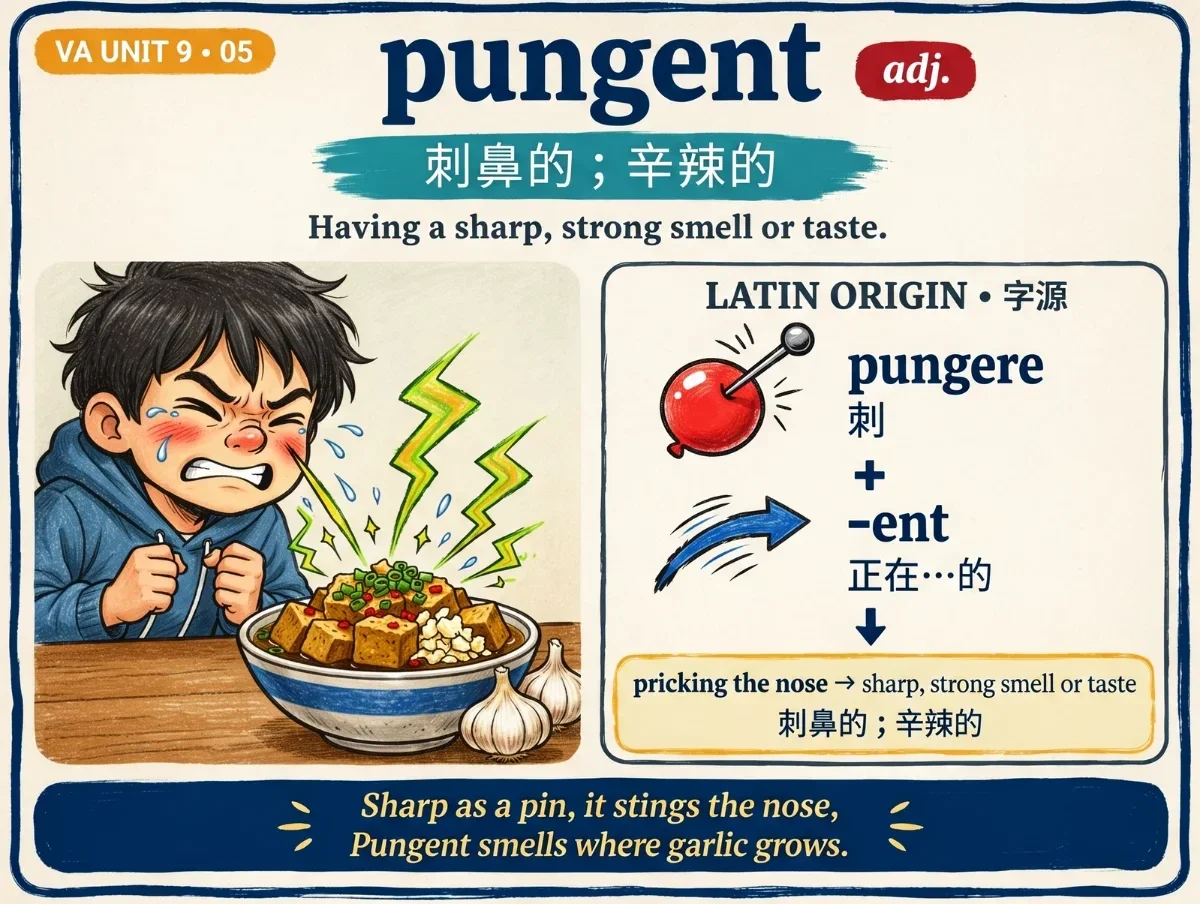 VA UNIT 9 • 05
pungent
adj.
刺鼻的；辛辣的
Having a sharp, strong smell or taste.
LATIN ORIGIN • 字源
pungere
刺
+
-ent
正在…的
pricking the nose → sharp, strong smell or taste
刺鼻的；辛辣的
Sharp as a pin, it stings the nose,
Pungent smells where garlic grows.